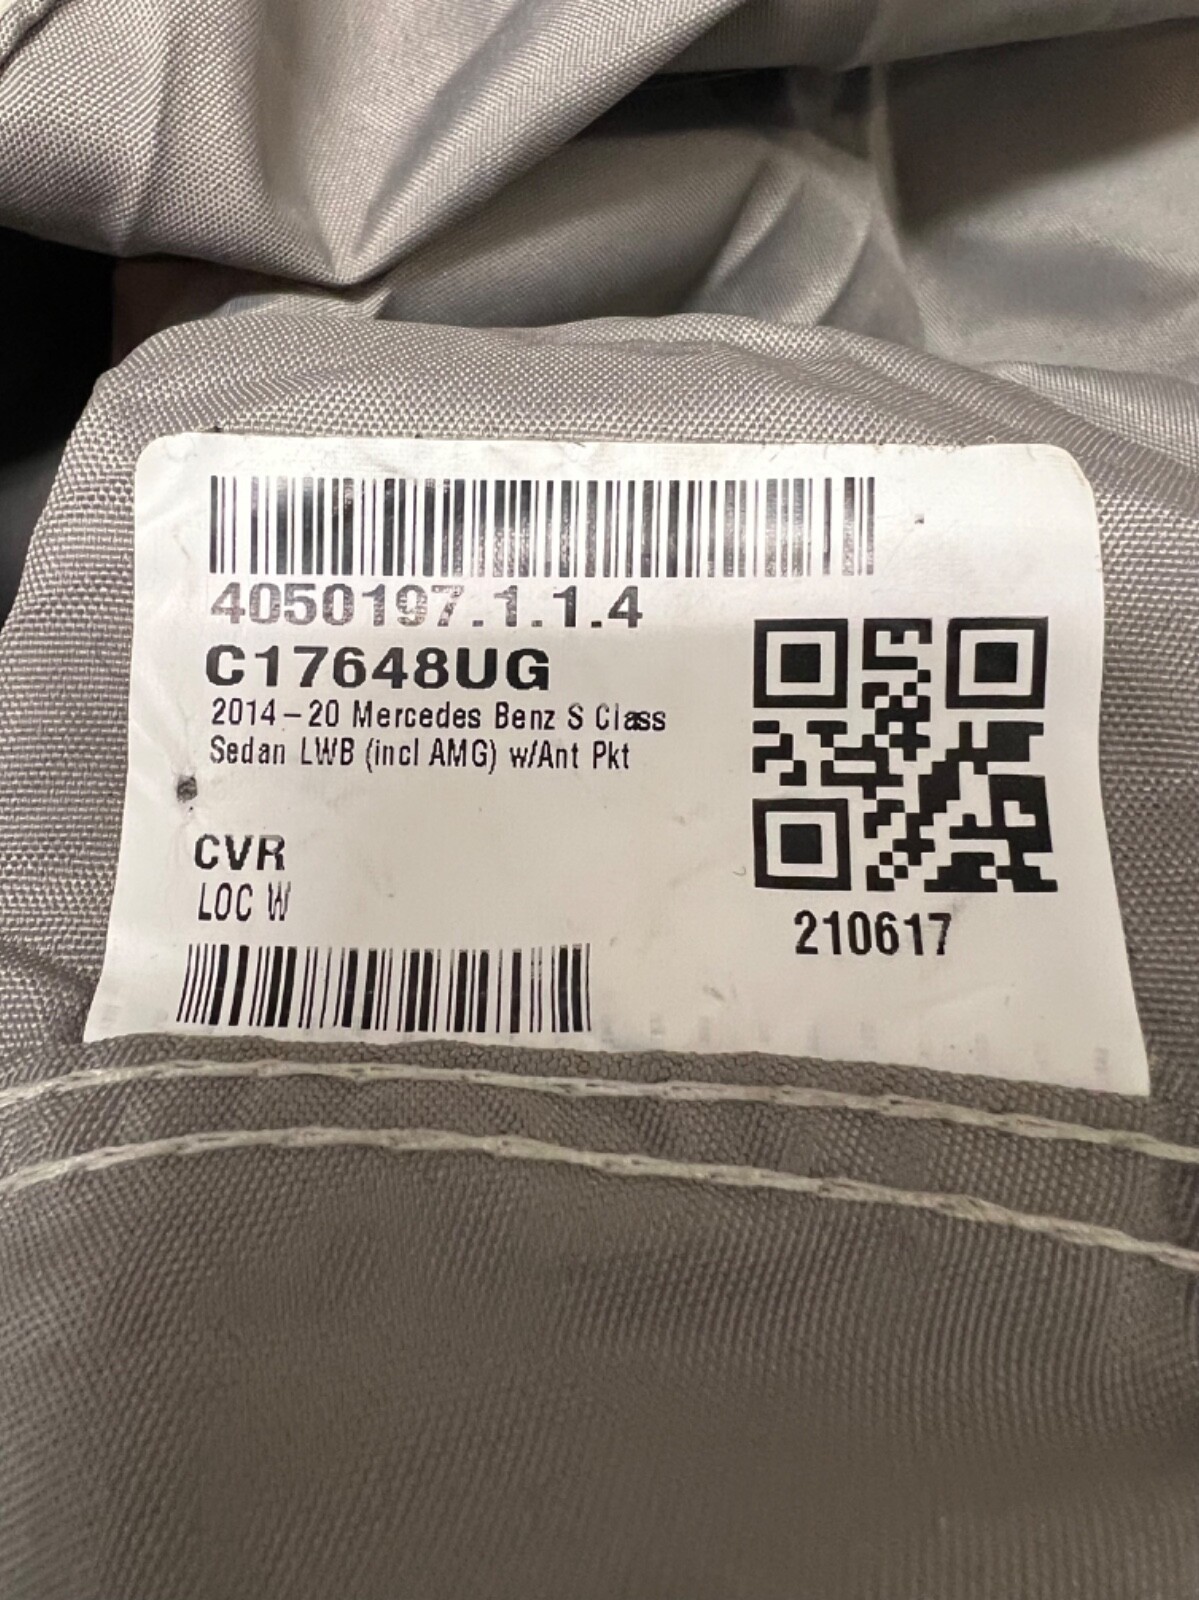 4050197.1.1.4
C17648UG
2014-20 Mercedes Benz S Class
Sedan LWB (incl AMG) w/Ant Pkt
CVR
LOC W
210617